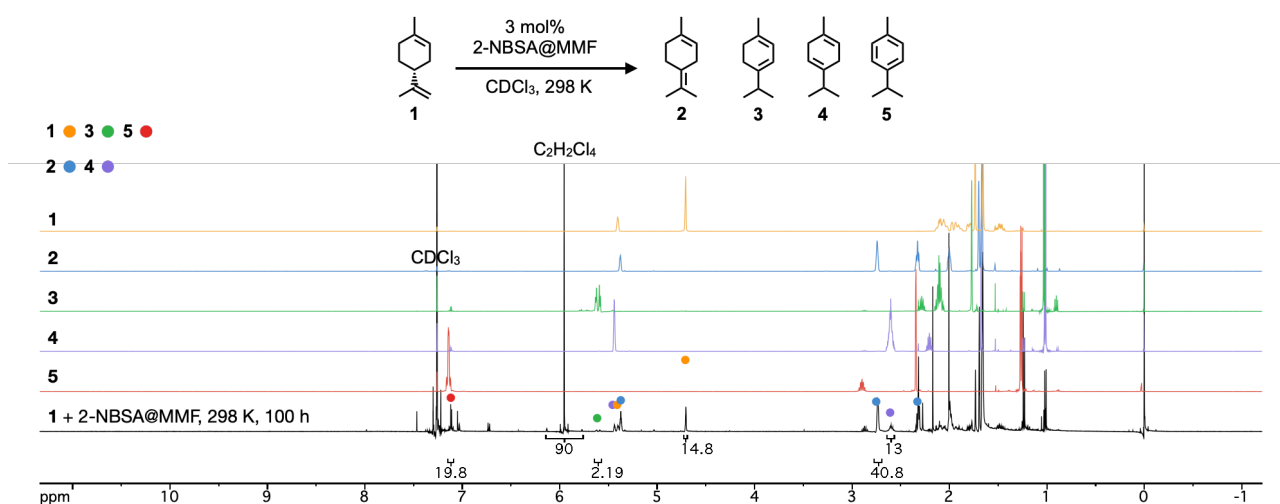 3 mol%
2-NBSA@MMF
CDCl₃, 298 K
1
2
3
4
5
1 3 5
2 4
C₂H₂Cl₄
1
2
CDCl₃
3
4
5
1 + 2-NBSA@MMF, 298 K, 100 h
90
14.8
13
19.8
2.19
40.8
ppm 10 9 8 7 6 5 4 3 2 1 0 -1